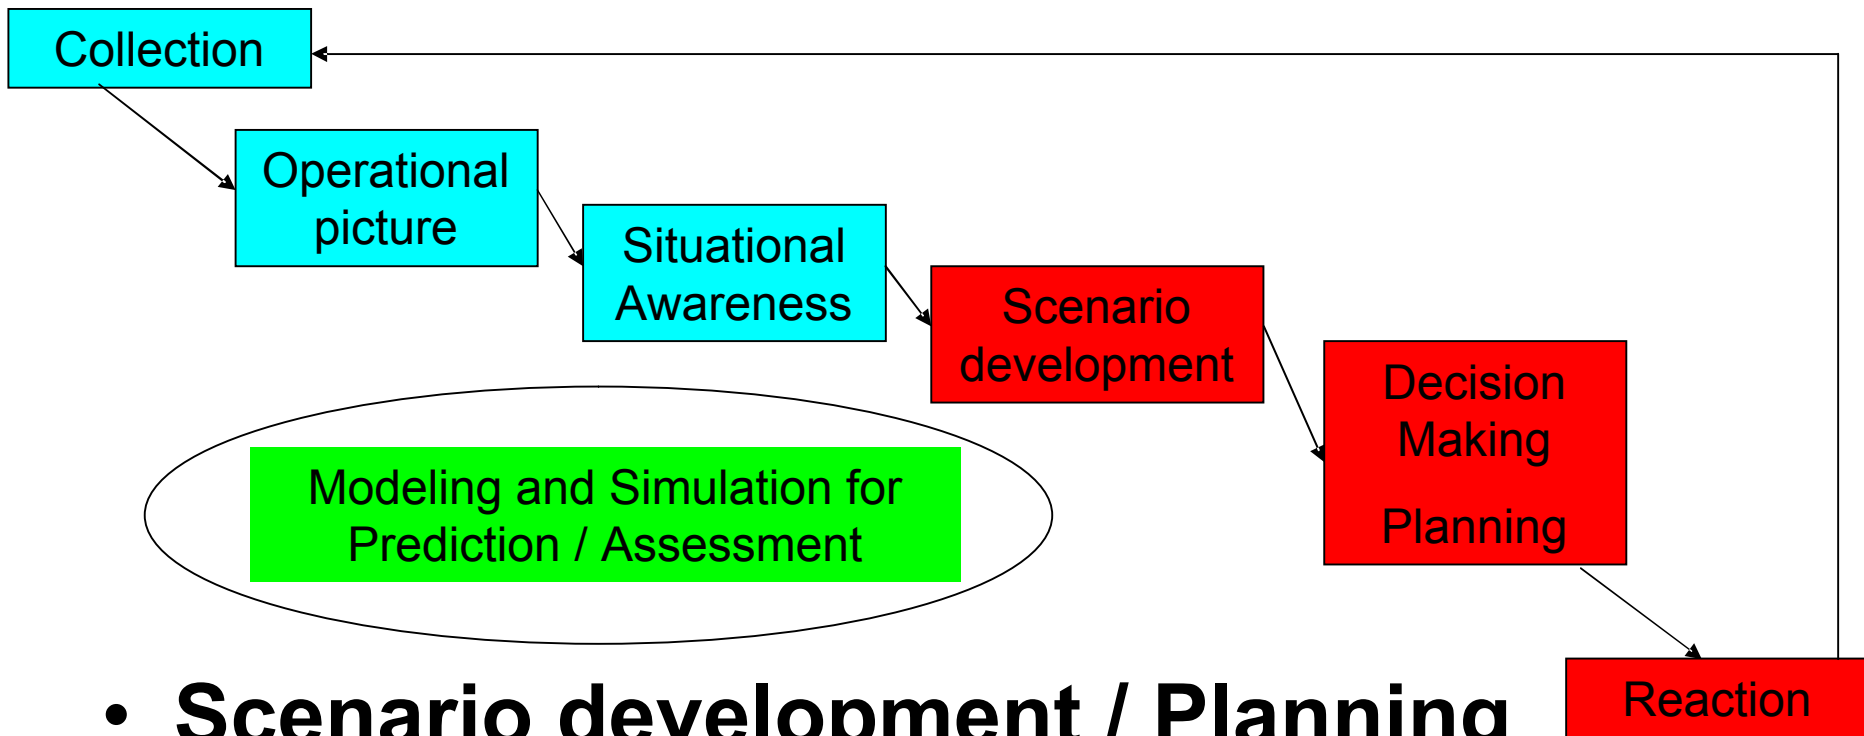 Collection
Operational
picture
Situational
Awareness
Scenario
development
Decision
Making
Planning
Modeling and Simulation for
Prediction / Assessment
Reaction
• Scenario development / Planning